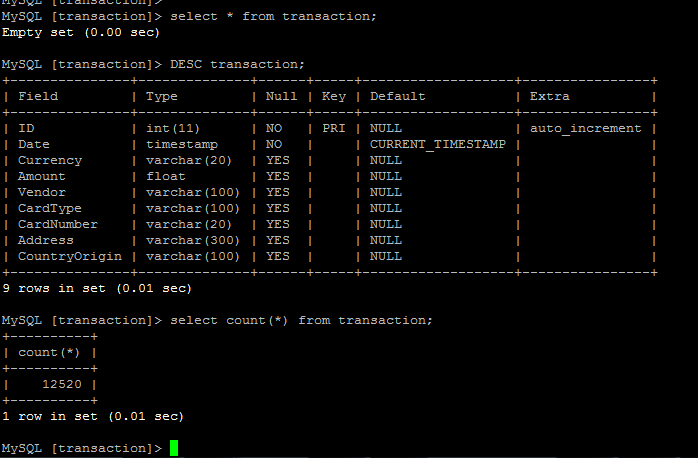 MySQL [transaction]>
MySQL [transaction]> select * from transaction;
Empty set (0.00 sec)
MySQL [transaction]> DESC transaction;
+---------------+--------------+------+-----+-------------------+----------------+
| Field         | Type         | Null | Key | Default           | Extra          |
+---------------+--------------+------+-----+-------------------+----------------+
| ID            | int(11)      | NO   | PRI | NULL              | auto_increment |
| Date          | timestamp    | NO   |     | CURRENT_TIMESTAMP |                |
| Currency      | varchar(20)  | YES  |     | NULL              |                |
| Amount        | float        | YES  |     | NULL              |                |
| Vendor        | varchar(100) | YES  |     | NULL              |                |
| CardType      | varchar(100) | YES  |     | NULL              |                |
| CardNumber    | varchar(20)  | YES  |     | NULL              |                |
| Address       | varchar(300) | YES  |     | NULL              |                |
| CountryOrigin | varchar(100) | YES  |     | NULL              |                |
+---------------+--------------+------+-----+-------------------+----------------+
9 rows in set (0.01 sec)
MySQL [transaction]> select count(*) from transaction;
+----------+
| count(*) |
+----------+
|    12520 |
+----------+
1 row in set (0.01 sec)
MySQL [transaction]>